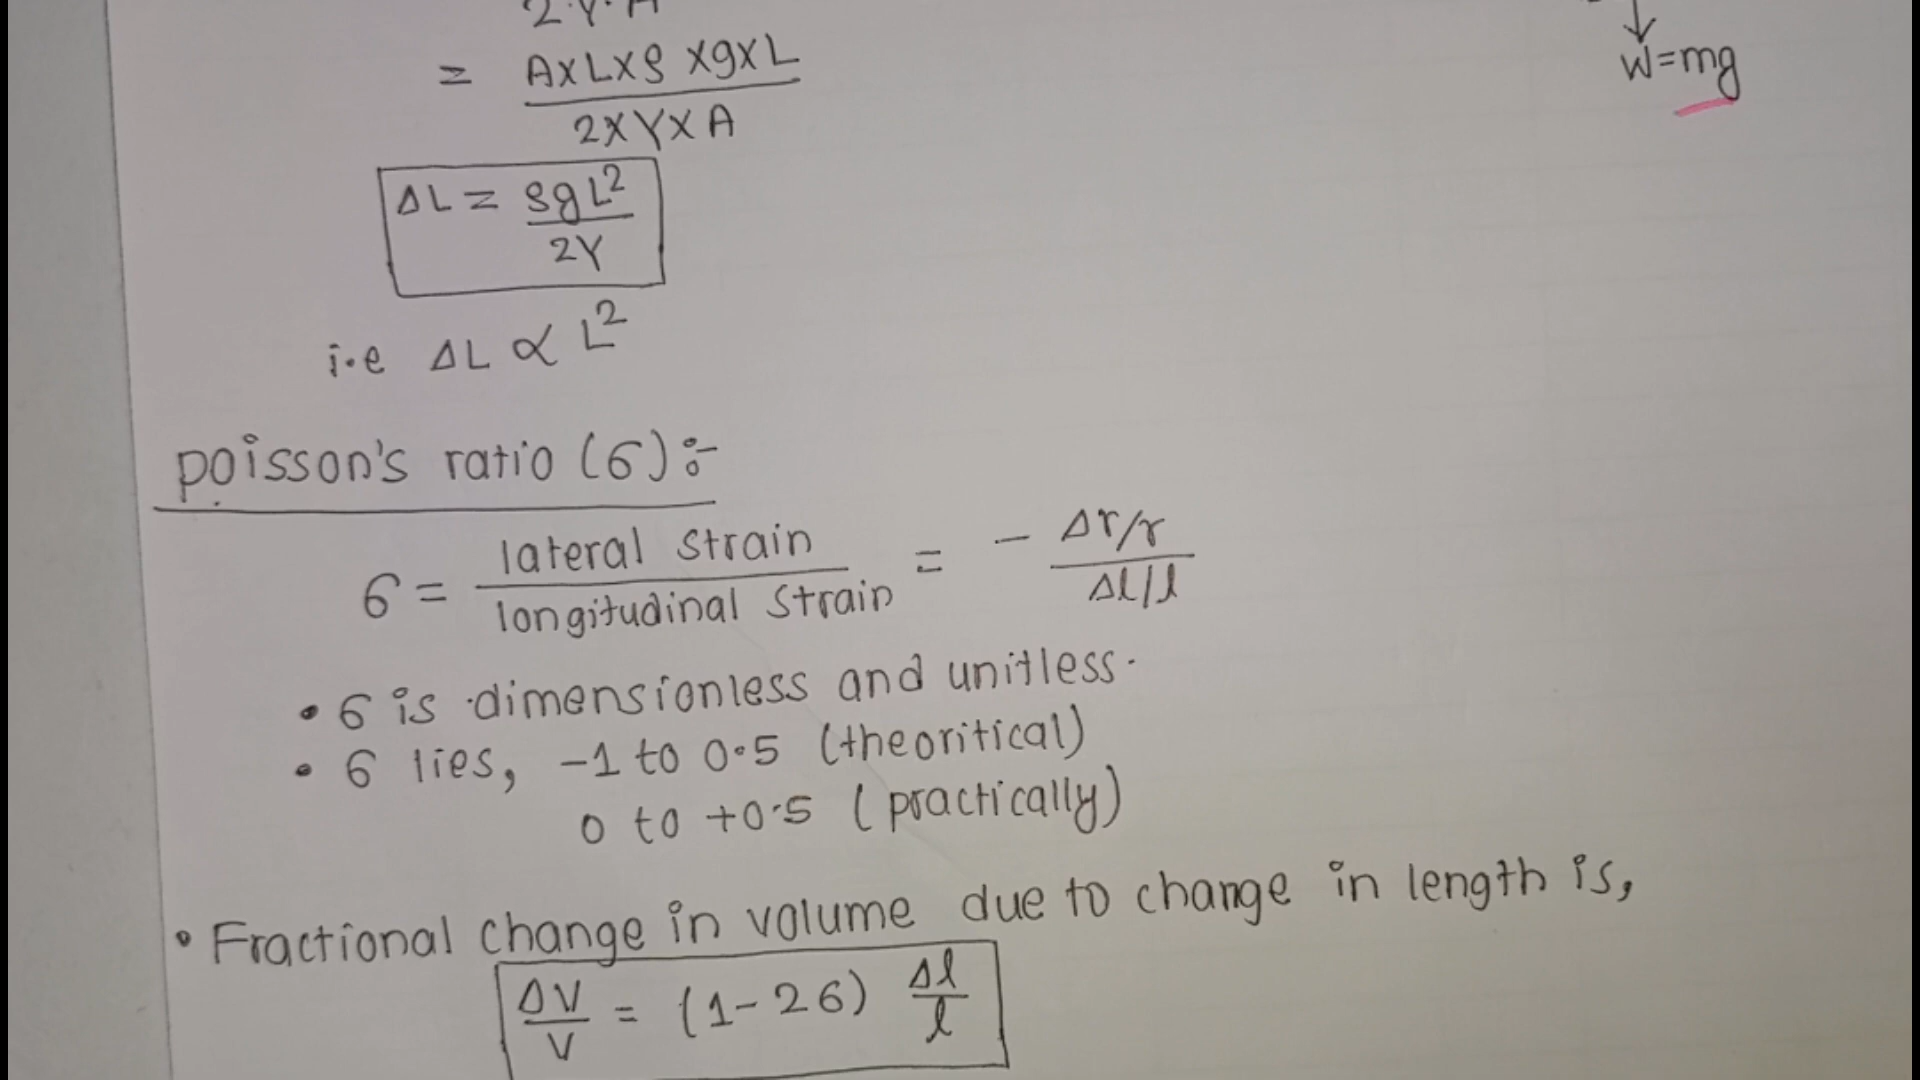 2·Y·A
= A×L×ρ×g×L
2×Y×A
W=mg
ΔL = ρgL²
2Y
i.e ΔL ∝ L²
poisson's ratio (σ) :-
σ = lateral strain / longitudinal strain = - Δr/r / Δl/l
• σ is dimensionless and unitless.
• σ lies, -1 to 0.5 (theoritical)
0 to +0.5 (practically)
• Fractional change in volume due to change in length is,
ΔV/V = (1-2σ) Δl/l